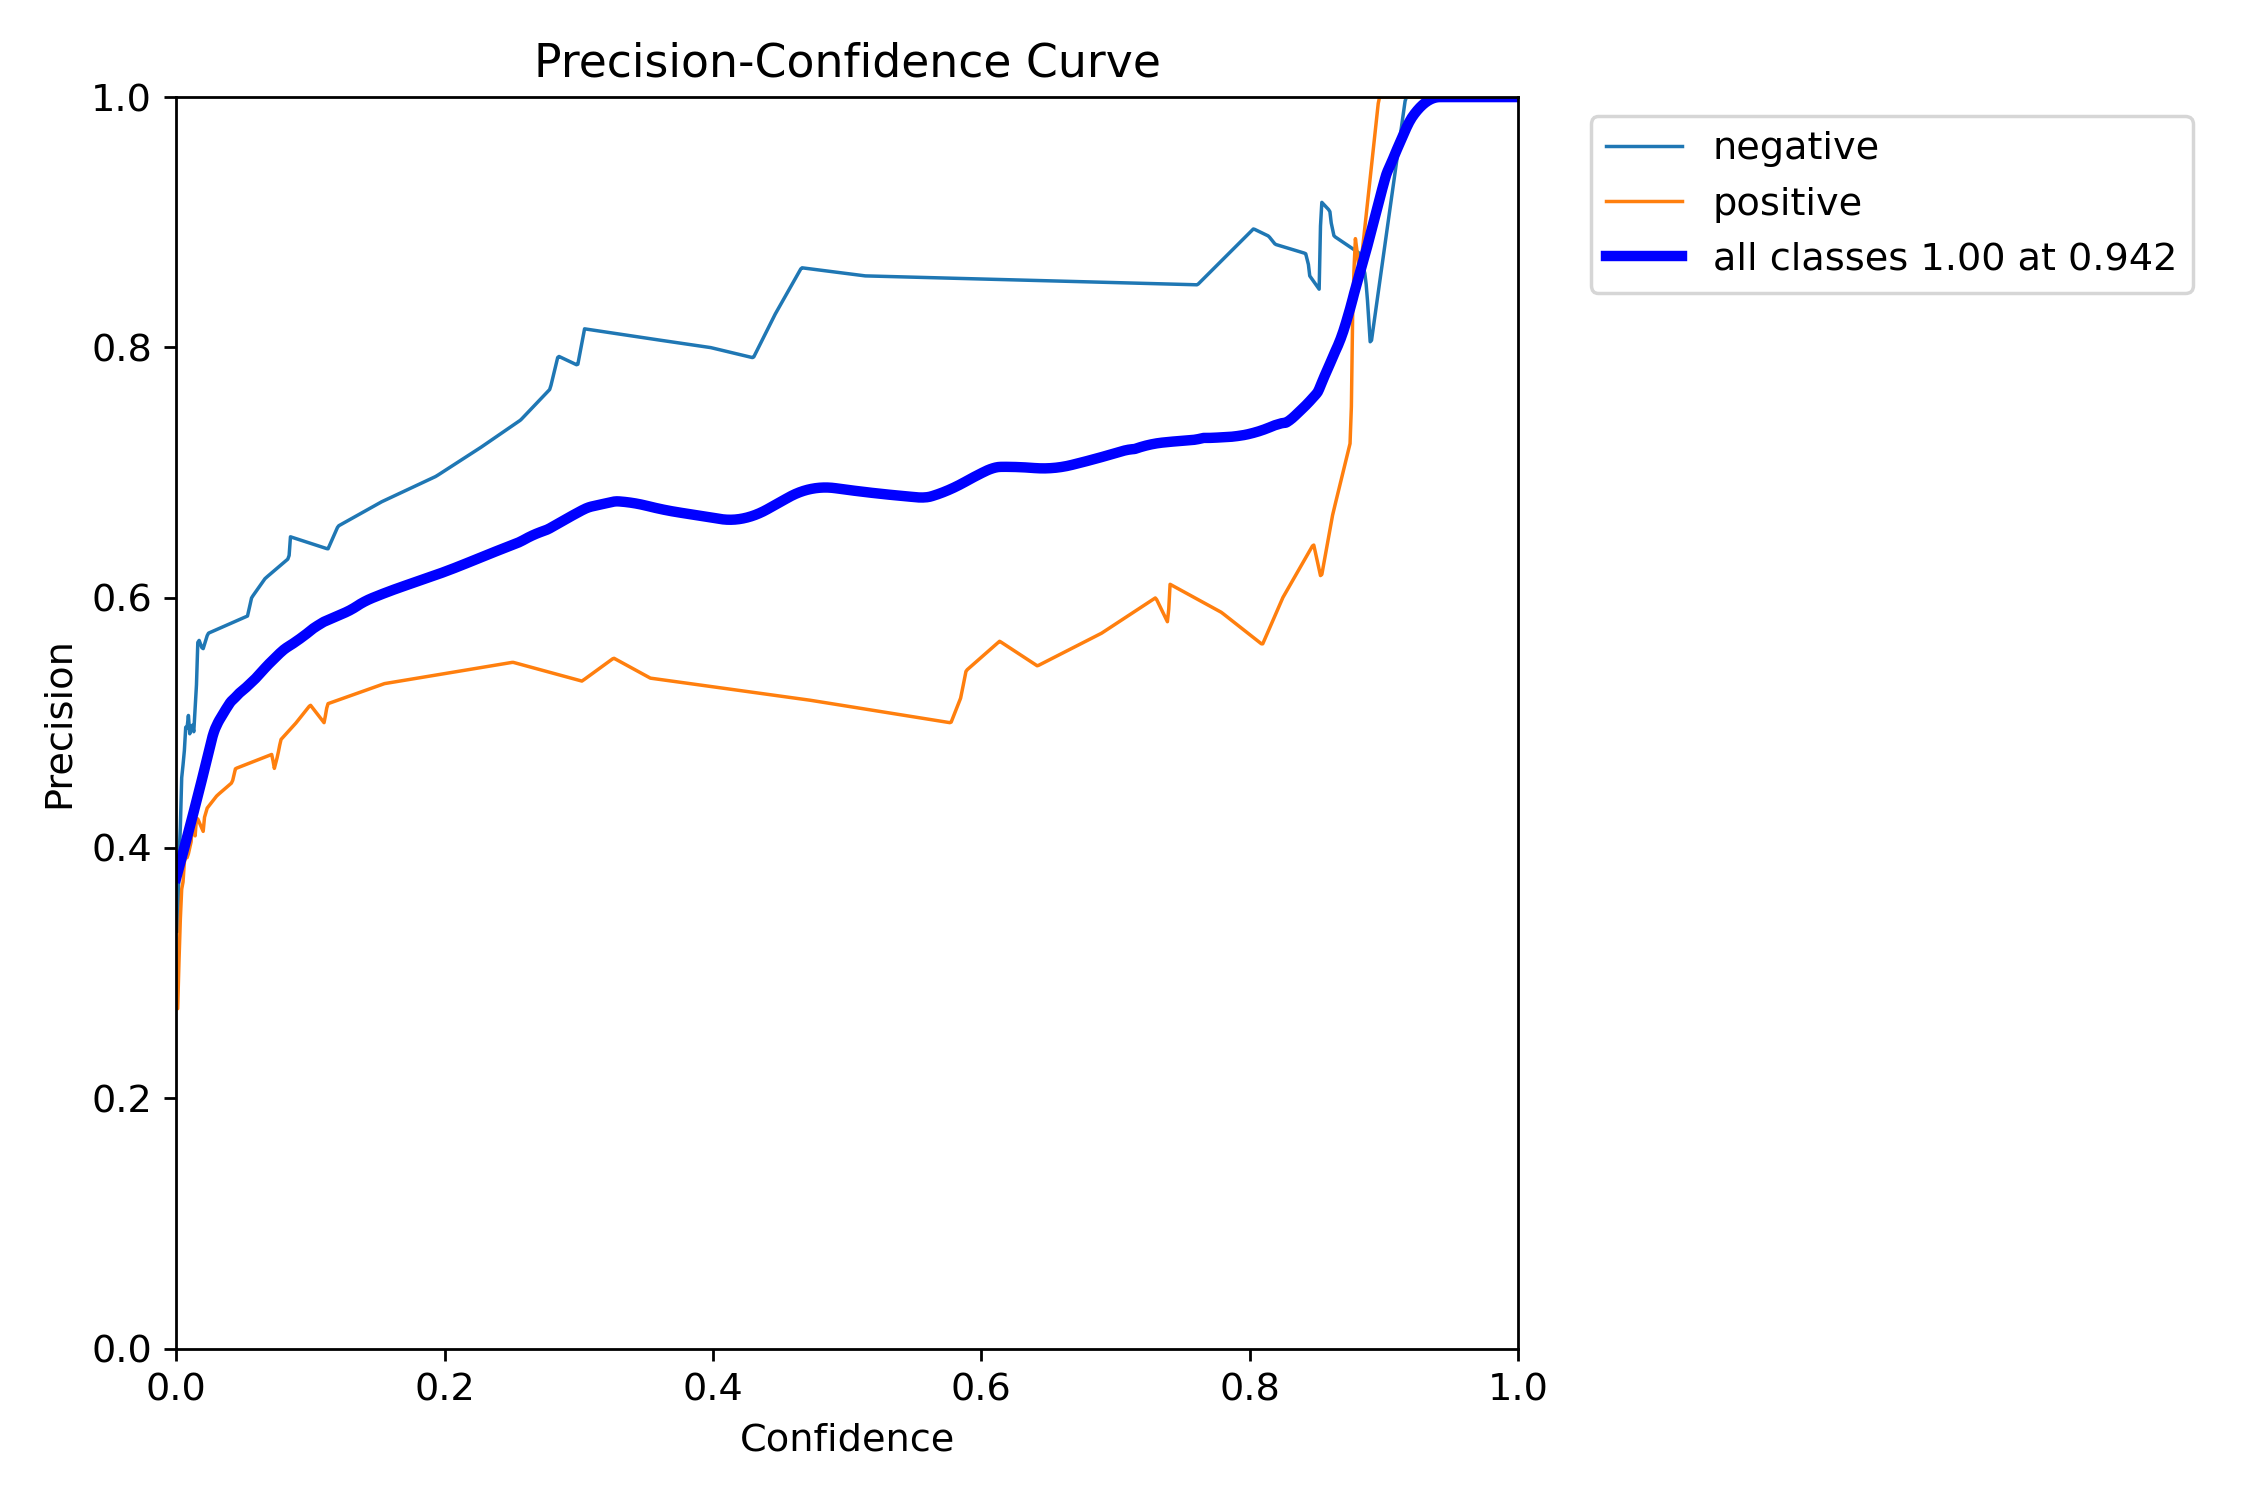 Precision-Confidence Curve
1.0
0.8
0.6
0.4
0.2
0.0
Precision
0.0 0.2 0.4 0.6 0.8 1.0
Confidence
negative
positive
all classes 1.00 at 0.942